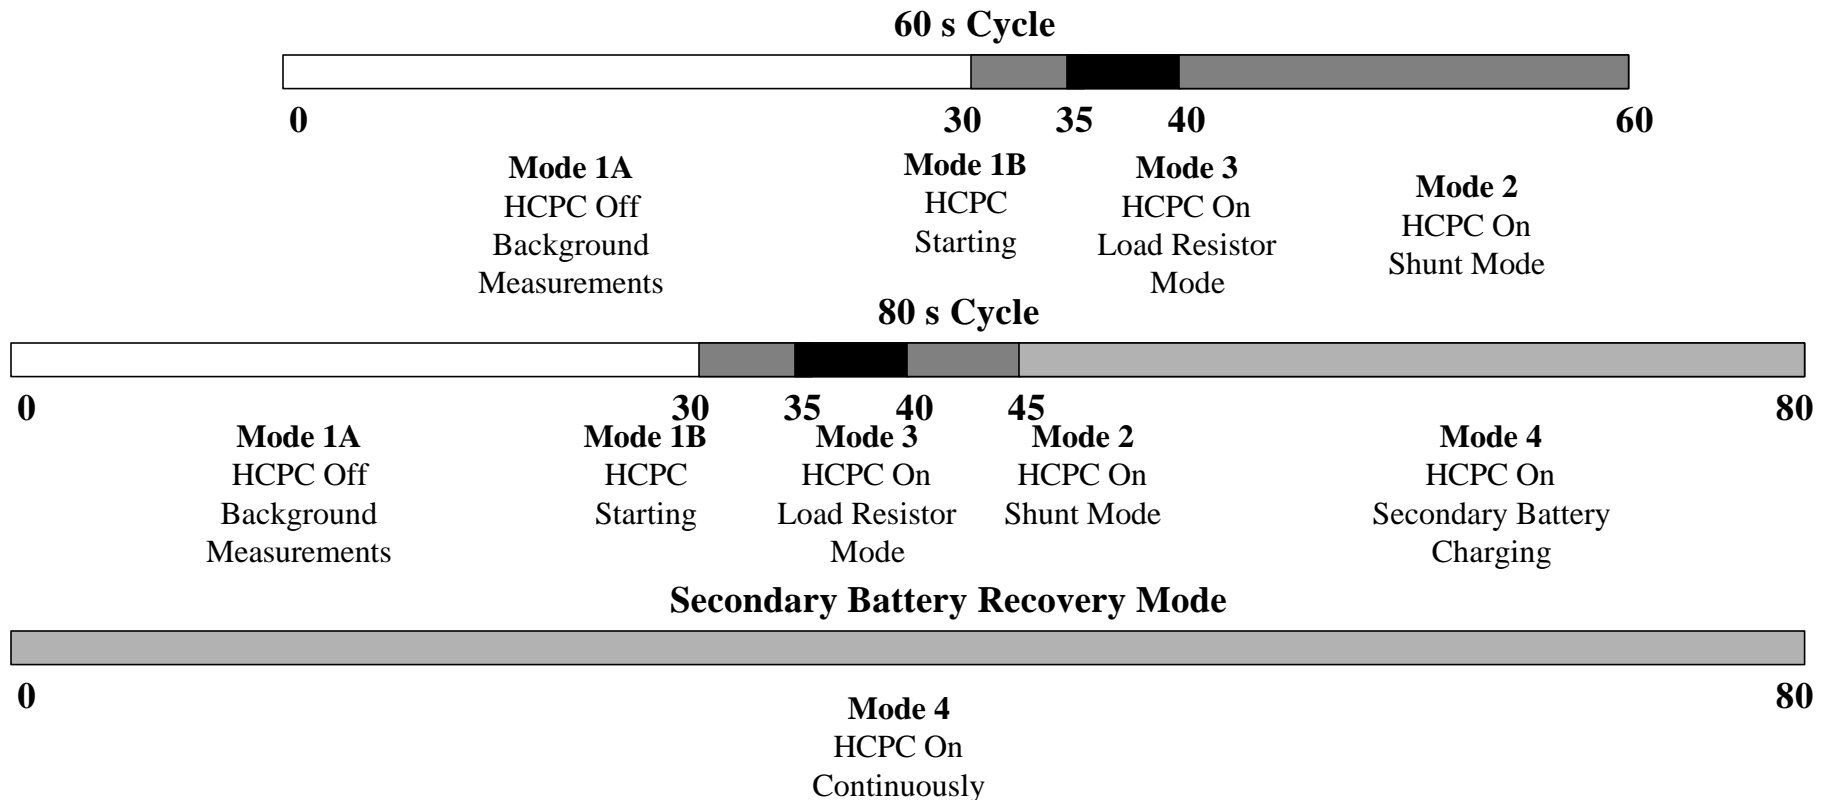 60 s Cycle
0 30 35 40 60
Mode 1A
HCPC Off
Background
Measurements
Mode 1B
HCPC
Starting
Mode 3
HCPC On
Load Resistor
Mode
Mode 2
HCPC On
Shunt Mode
80 s Cycle
0 30 35 40 45 80
Mode 1A
HCPC Off
Background
Measurements
Mode 1B
HCPC
Starting
Mode 3
HCPC On
Load Resistor
Mode
Mode 2
HCPC On
Shunt Mode
Mode 4
HCPC On
Secondary Battery
Charging
Secondary Battery Recovery Mode
0 80
Mode 4
HCPC On
Continuously